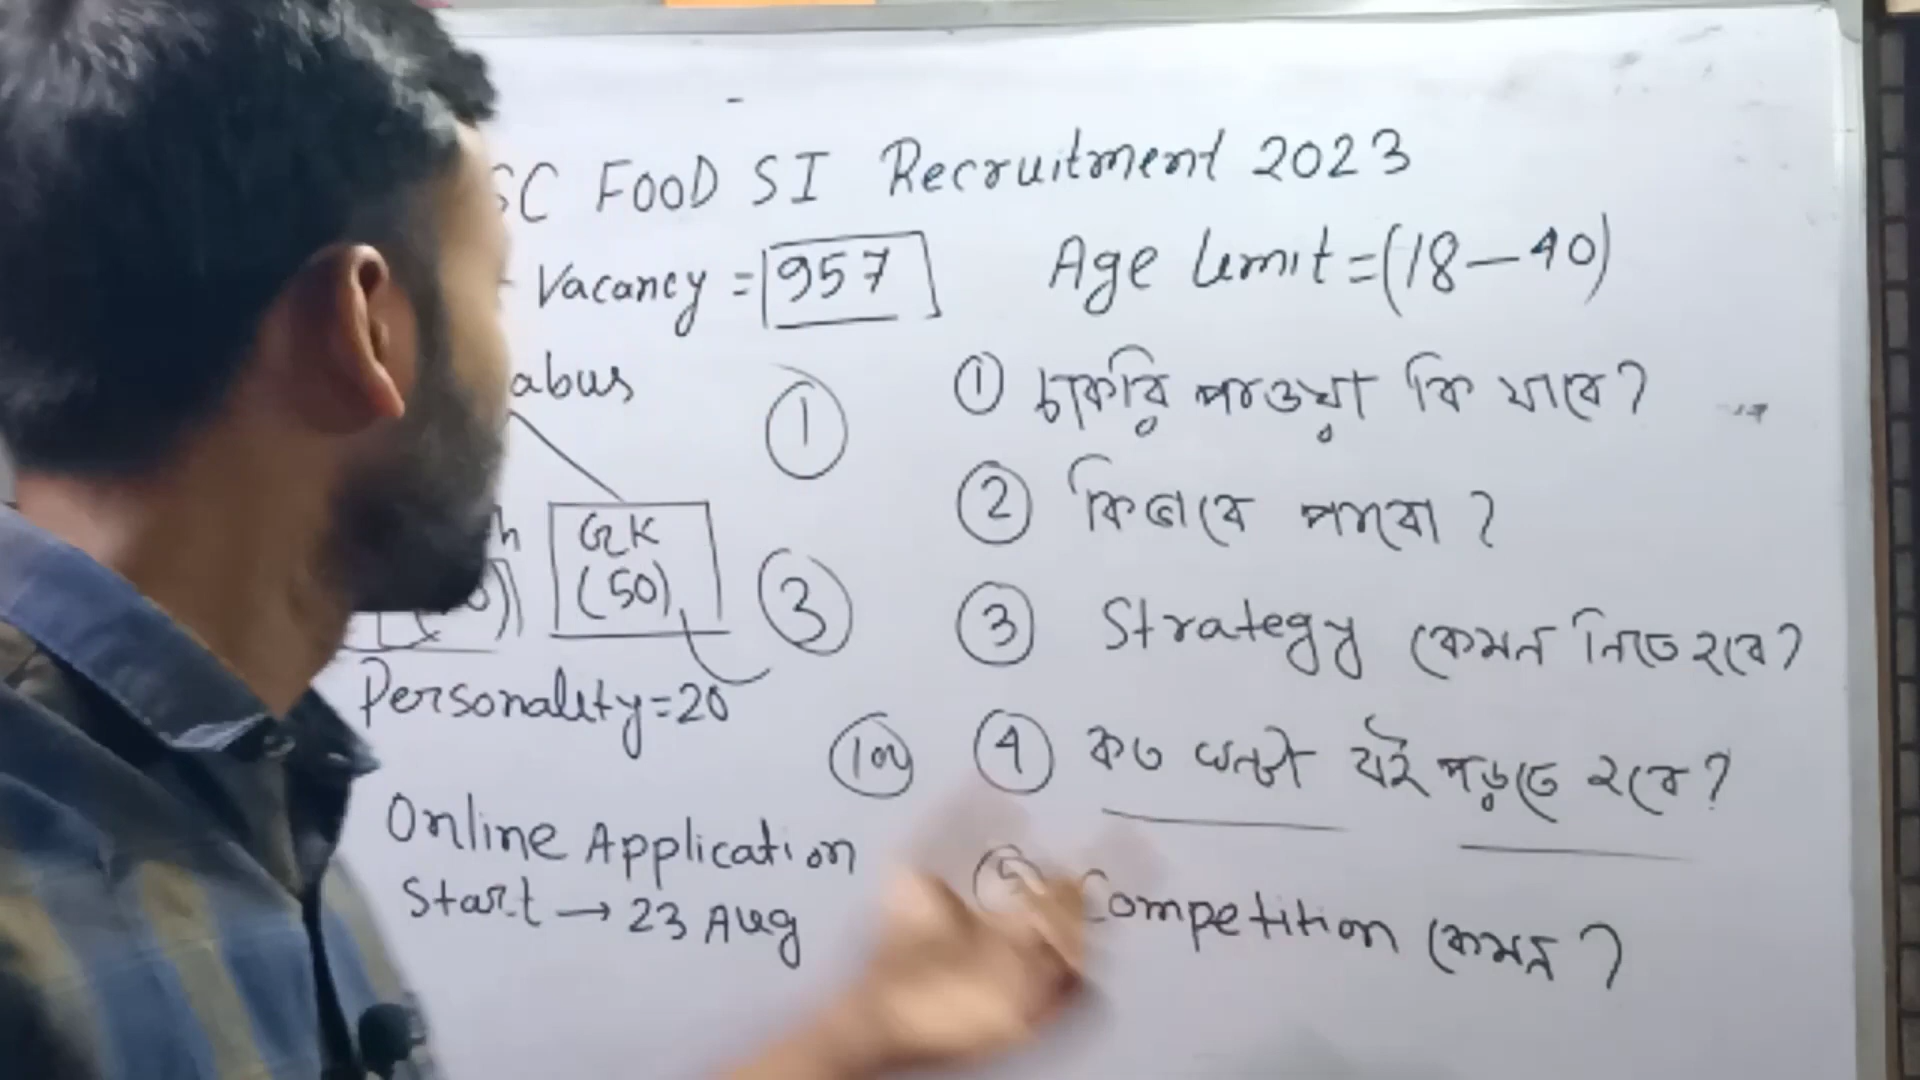 SC FOOD SI Recruitment 2023
Vacancy = 957
Age limit = (18-40)
abus
1
① চাকরি পাওয়া কি যাবে?
② কিভাবে পাবো?
h
GK
(50)
3
③ Strategy কেমন নিতে হবে?
Personality=20
④ কত ঘন্টা বই পড়তে হবে?
Online Application
Start → 23 Aug
⑤ Competition কেমন?